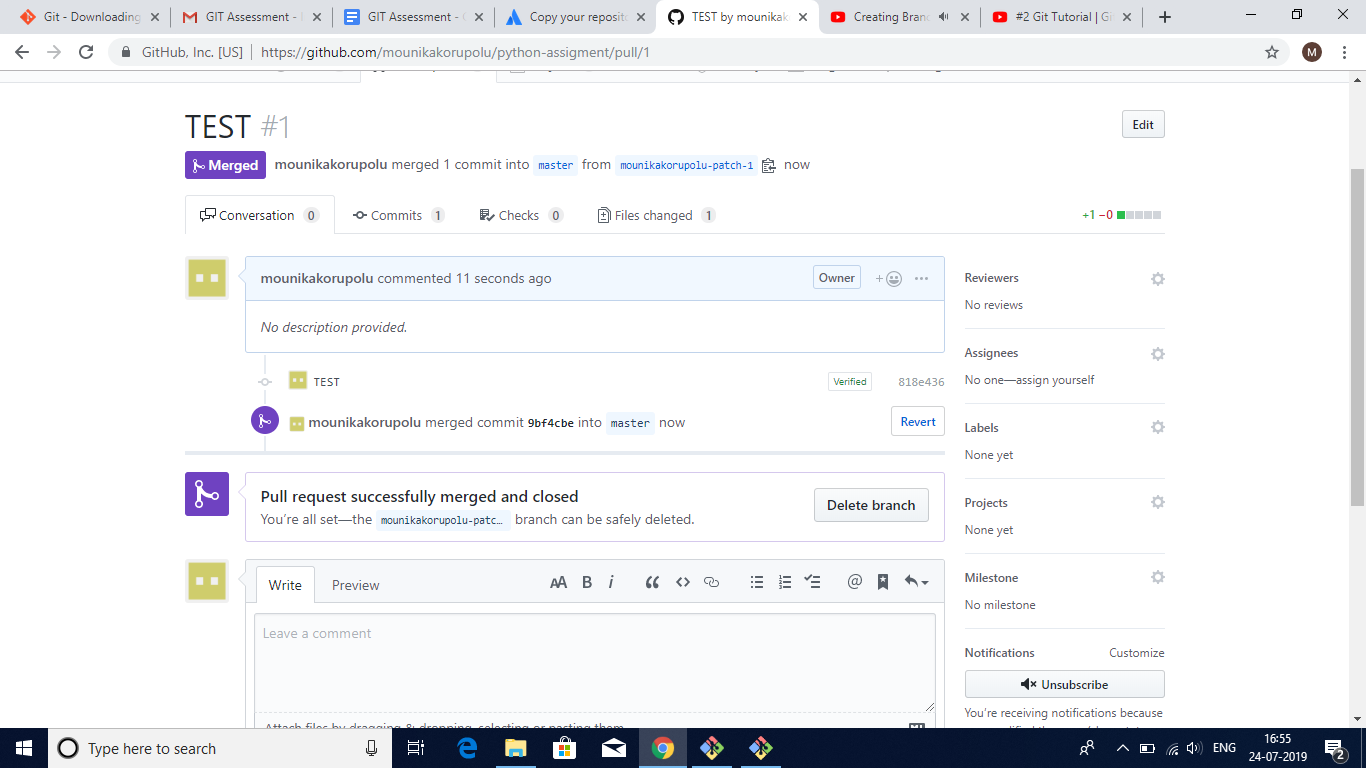 Git - Downloading
GIT Assessment -
GIT Assessment -
Copy your reposit
TEST by mounikak
Creating Branc
#2 Git Tutorial | Gi
GitHub, Inc. [US] https://github.com/mounikakorupolu/python-assigment/pull/1
M
TEST #1
Edit
Merged mounikakorupolu merged 1 commit into master from mounikakorupolu-patch-1 now
Conversation 0 Commits 1 Checks 0 Files changed 1 +1 −0
mounikakorupolu commented 11 seconds ago Owner
No description provided.
TEST Verified 818e436
mounikakorupolu merged commit 9bf4cbe into master now Revert
Pull request successfully merged and closed
You’re all set—the mounikakorupolu-patc… branch can be safely deleted.
Delete branch
Write Preview
Leave a comment
Attach files by dragging & dropping, selecting or pasting them.
Reviewers
No reviews
Assignees
No one—assign yourself
Labels
None yet
Projects
None yet
Milestone
No milestone
Notifications Customize
Unsubscribe
You’re receiving notifications because
Type here to search
ENG
16:55
24-07-2019
2